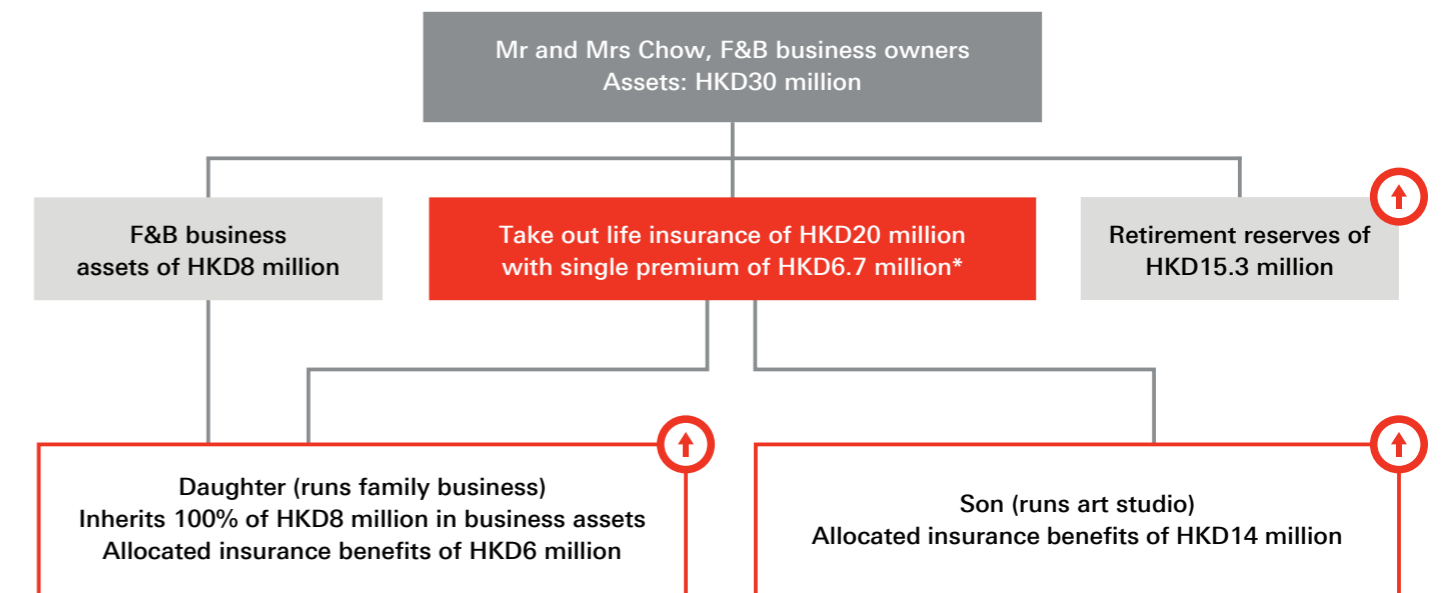 Mr and Mrs Chow, F&B business owners
Assets: HKD30 million
F&B business
assets of HKD8 million
Take out life insurance of HKD20 million
with single premium of HKD6.7 million*
Retirement reserves of
HKD15.3 million
Daughter (runs family business)
Inherits 100% of HKD8 million in business assets
Allocated insurance benefits of HKD6 million
Son (runs art studio)
Allocated insurance benefits of HKD14 million